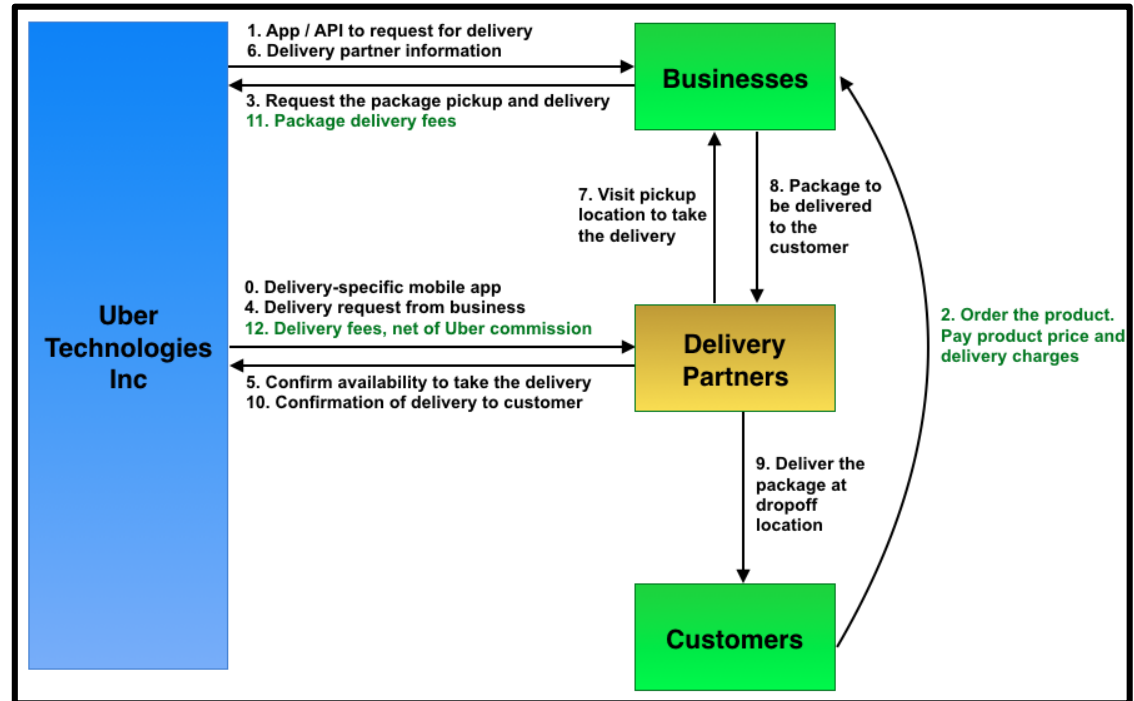 1. App / API to request for delivery
6. Delivery partner information
Businesses
3. Request the package pickup and delivery
11. Package delivery fees
7. Visit pickup
location to take
the delivery
8. Package to
be delivered
to the
customer
0. Delivery-specific mobile app
4. Delivery request from business
12. Delivery fees, net of Uber commission
Uber
Technologies
Inc
Delivery
Partners
2. Order the product.
Pay product price and
delivery charges
5. Confirm availability to take the delivery
10. Confirmation of delivery to customer
9. Deliver the
package at
dropoff
location
Customers